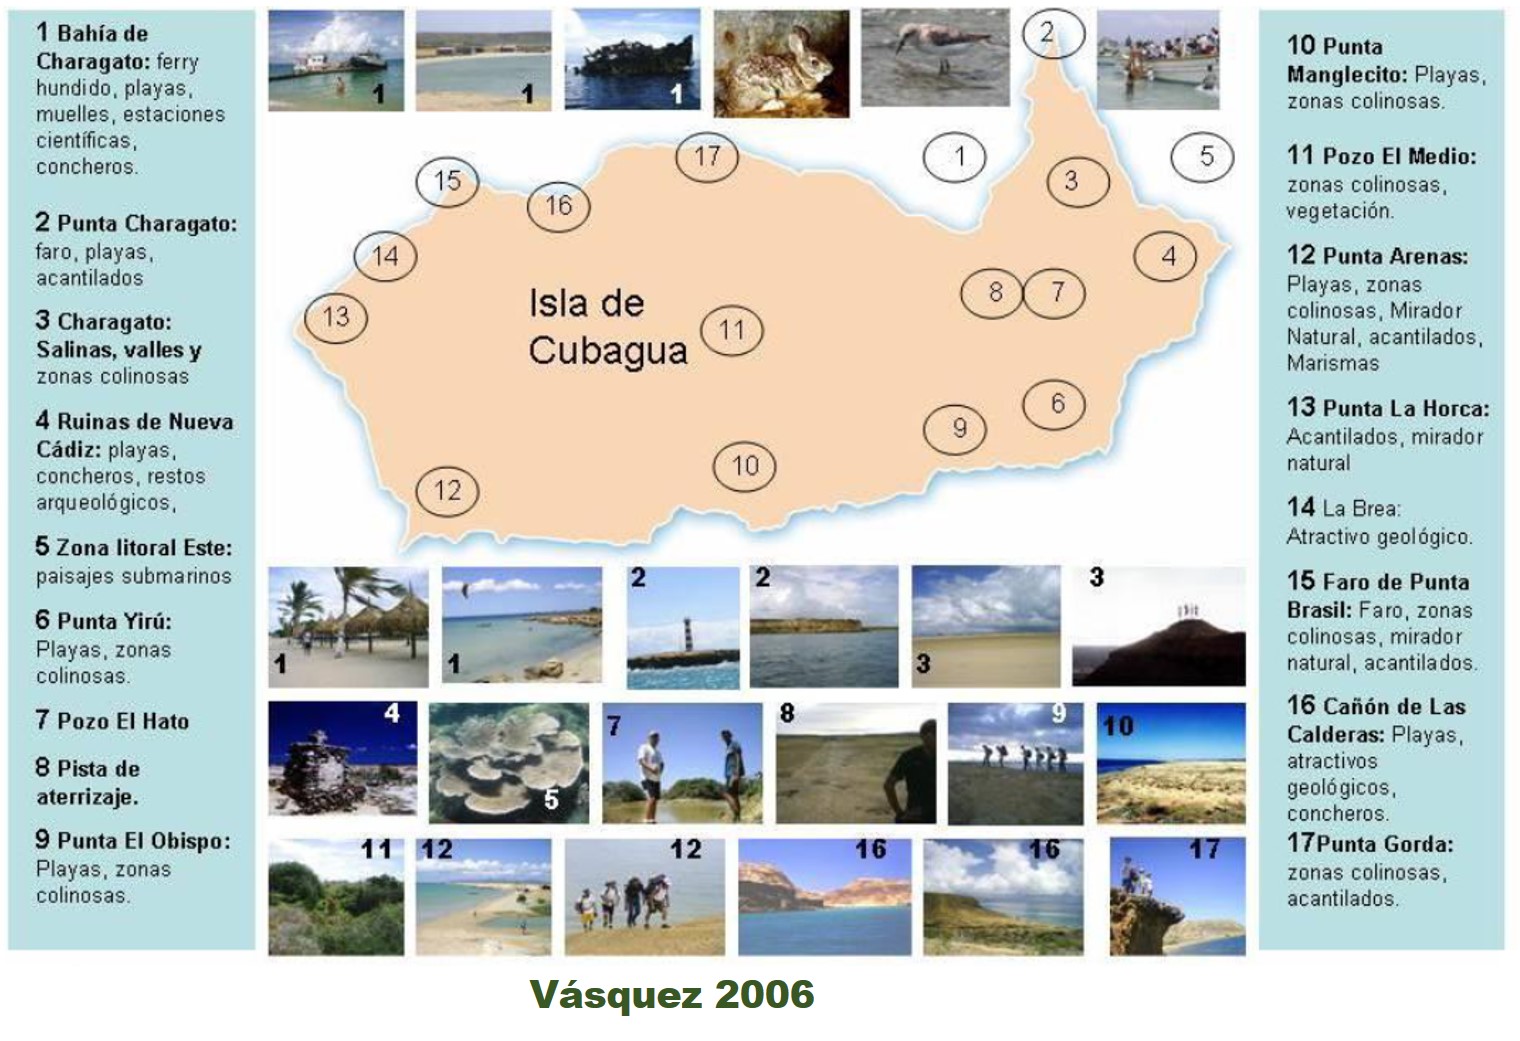 1 Bahía de
Charagato: ferry
hundido, playas,
muelles, estaciones
científicas,
concheros.
2 Punta Charagato:
faro, playas,
acantilados
3 Charagato:
Salinas, valles y
zonas colinosas
4 Ruinas de Nueva
Cádiz: playas,
concheros, restos
arqueológicos,
5 Zona litoral Este:
paisajes submarinos
6 Punta Yirú:
Playas, zonas
colinosas.
7 Pozo El Hato
8 Pista de
aterrizaje.
9 Punta El Obispo:
Playas, zonas
colinosas.
1
1
1
2
17
1
5
15
3
16
14
4
8
7
13
Isla de
Cubagua
11
6
9
10
12
1
1
2
2
3
3
4
5
7
8
9
10
11
12
12
16
16
17
10 Punta
Manglecito: Playas,
zonas colinosas.
11 Pozo El Medio:
zonas colinosas,
vegetación.
12 Punta Arenas:
Playas, zonas
colinosas, Mirador
Natural, acantilados,
Marismas
13 Punta La Horca:
Acantilados, mirador
natural
14 La Brea:
Atractivo geológico.
15 Faro de Punta
Brasil: Faro, zonas
colinosas, mirador
natural, acantilados.
16 Cañón de Las
Calderas: Playas,
atractivos
geológicos,
concheros.
17Punta Gorda:
zonas colinosas,
acantilados.
Vásquez 2006